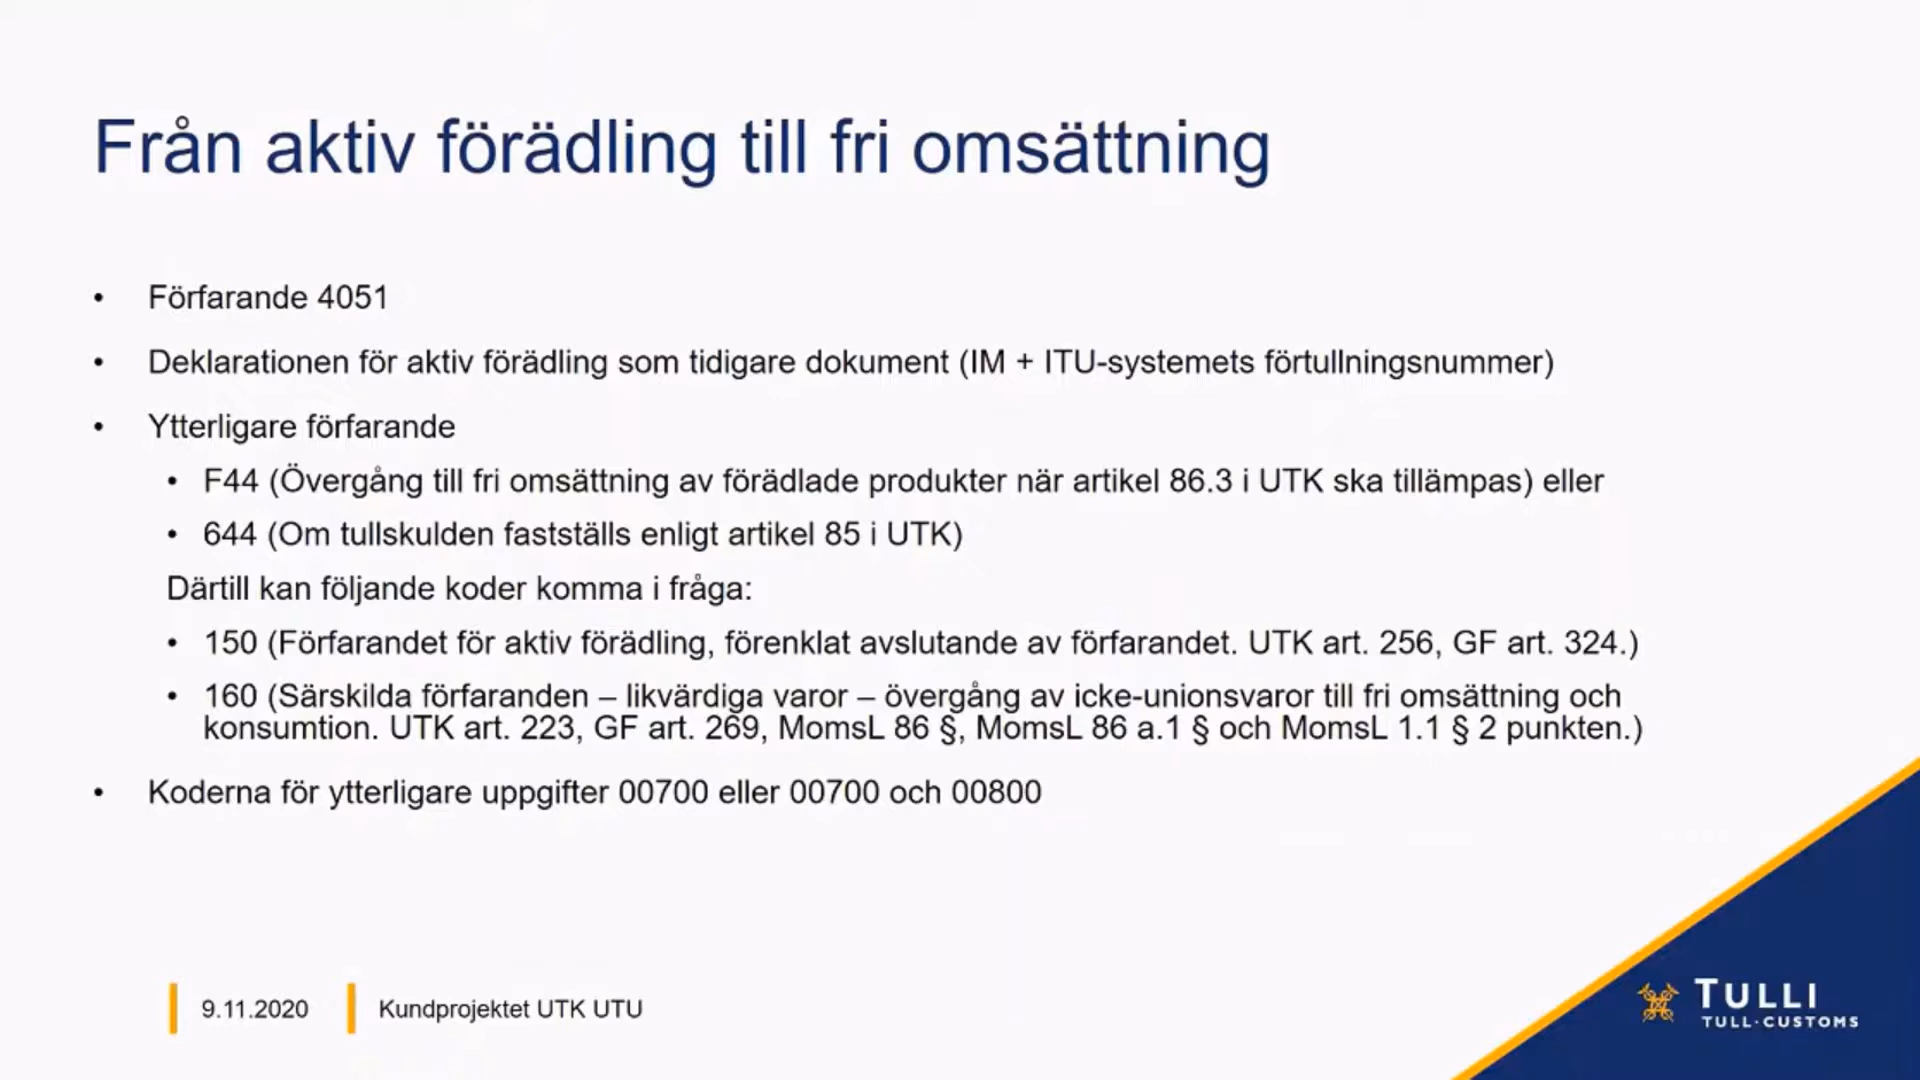 Från aktiv förädling till fri omsättning
• Förfarande 4051
• Deklarationen för aktiv förädling som tidigare dokument (IM + ITU-systemets förtullningsnummer)
• Ytterligare förfarande
• F44 (Övergång till fri omsättning av förädlade produkter när artikel 86.3 i UTK ska tillämpas) eller
• 644 (Om tullskulden fastställs enligt artikel 85 i UTK)
Därtill kan följande koder komma i fråga:
• 150 (Förfarandet för aktiv förädling, förenklat avslutande av förfarandet. UTK art. 256, GF art. 324.)
• 160 (Särskilda förfaranden – likvärdiga varor – övergång av icke-unionsvaror till fri omsättning och
konsumtion. UTK art. 223, GF art. 269, MomsL 86 §, MomsL 86 a.1 § och MomsL 1.1 § 2 punkten.)
• Koderna för ytterligare uppgifter 00700 eller 00700 och 00800
9.11.2020
Kundprojektet UTK UTU
TULLI
TULL·CUSTOMS